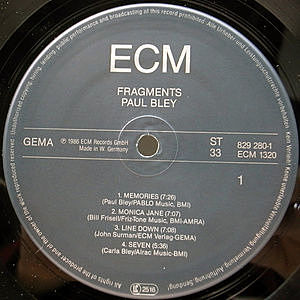 ECM
FRAGMENTS
PAUL BLEY
GEMA
℗ 1986 ECM Records GmbH
Made in W. Germany
ST
33
829 280-1
ECM 1320
1
1. MEMORIES (7:26)
(Paul Bley/PABLO Music, BMI)
2. MONICA JANE (7:07)
(Bill Frisell/Friz-Tone Music, BMI-AMRA)
3. LINE DOWN (7:08)
(John Surman/ECM Verlag-GEMA)
4. SEVEN (5:36)
(Carla Bley/Alrac Music-BMI)
LC 2516